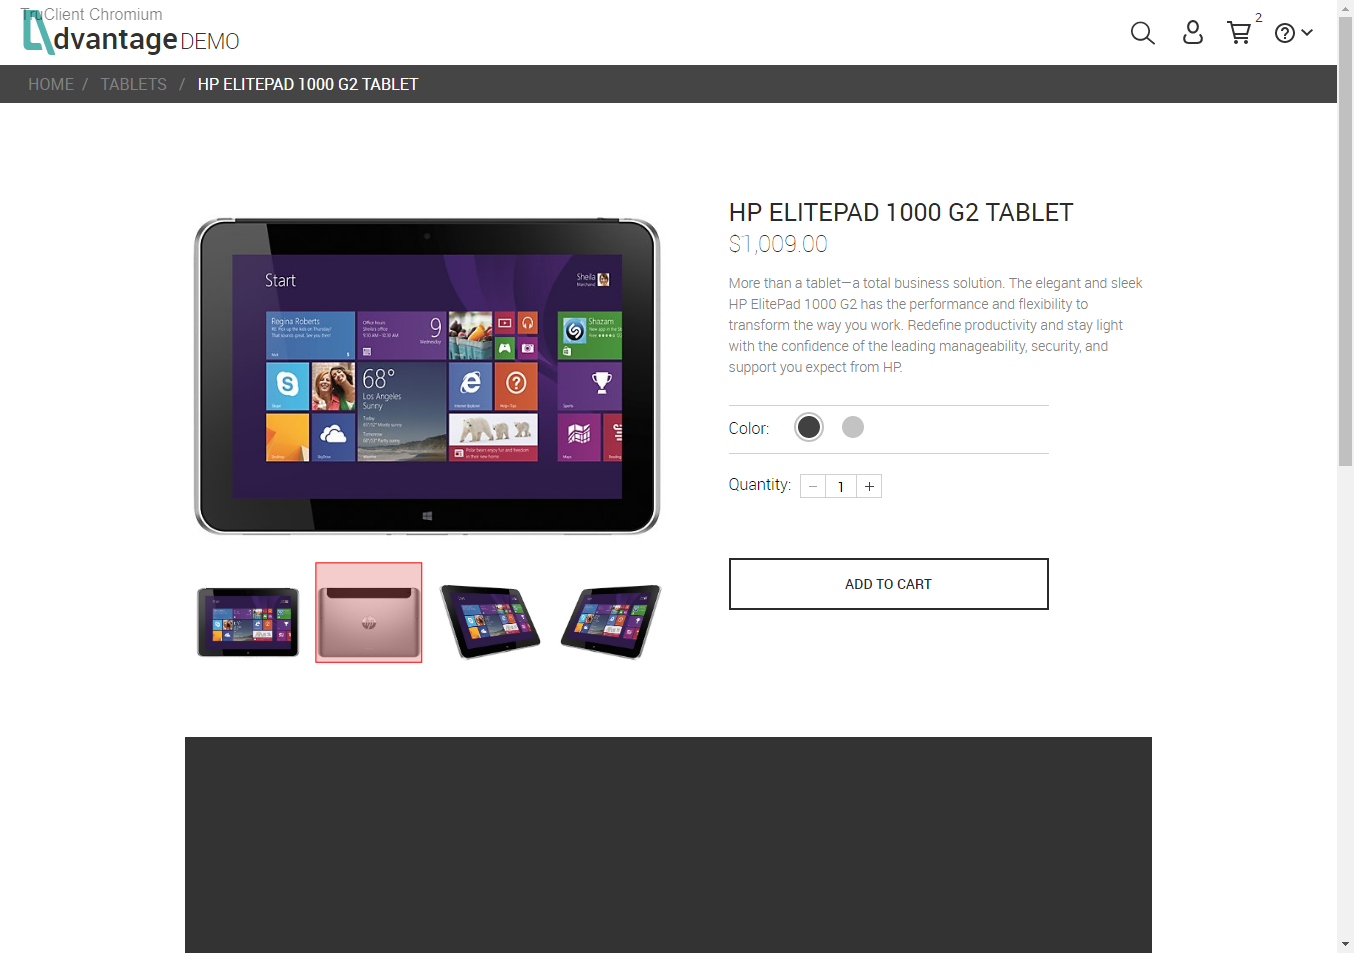 TruClient Chromium
dvantage DEMO
2
HOME / TABLETS / HP ELITEPAD 1000 G2 TABLET
HP ELITEPAD 1000 G2 TABLET
$1,009.00
More than a tablet—a total business solution. The elegant and sleek
HP ElitePad 1000 G2 has the performance and flexibility to
transform the way you work. Redefine productivity and stay light
with the confidence of the leading manageability, security, and
support you expect from HP.
Color:
Quantity: − 1 +
ADD TO CART
Start
Sheila
Regina Roberts
9
Wednesday
Shazam
68°
Los Angeles
Sunny
Today
Tomorrow
hp